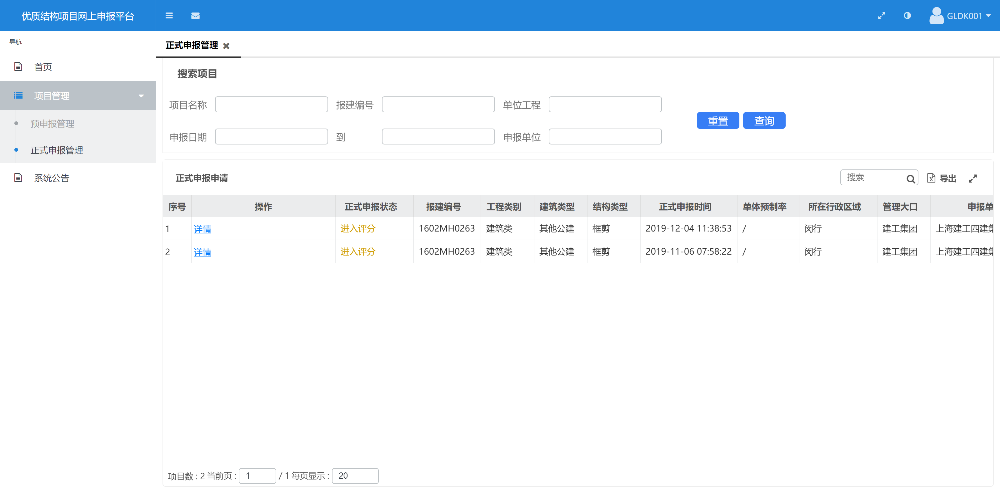 优质结构项目网上申报平台
GLDK001
导航
首页
项目管理
预申报管理
正式申报管理
系统公告
正式申报管理
搜索项目
项目名称 报建编号 单位工程
重置 查询
申报日期 到 申报单位
正式申报申请
搜索 导出
序号 操作 正式申报状态 报建编号 工程类别 建筑类型 结构类型 正式申报时间 单体预制率 所在行政区域 管理大口 申报单
1 详情 进入评分 1602MH0263 建筑类 其他公建 框剪 2019-12-04 11:38:53 / 闵行 建工集团 上海建工四建集
2 详情 进入评分 1602MH0263 建筑类 其他公建 框剪 2019-11-06 07:58:22 / 闵行 建工集团 上海建工四建集
项目数 : 2 当前页 : 1 / 1 每页显示 : 20